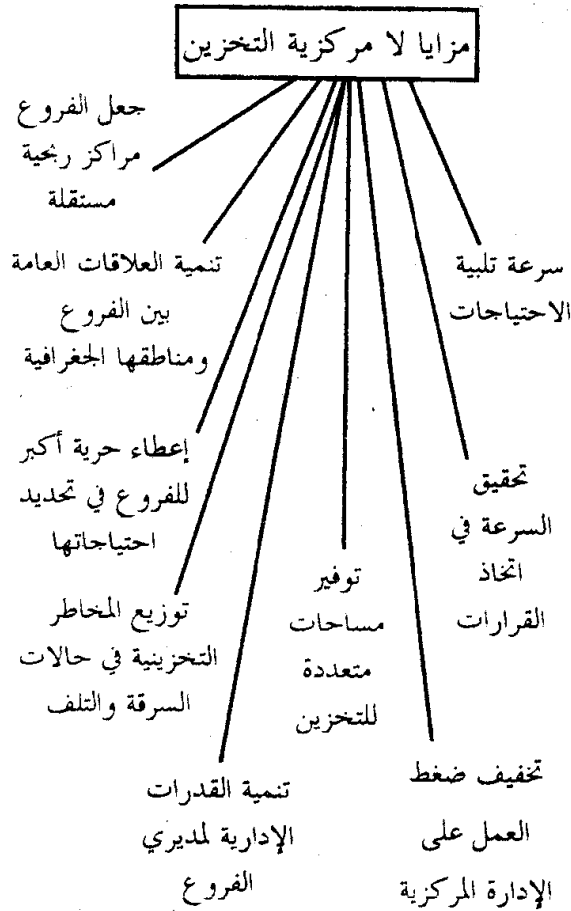 مزايا لا مركزية التخزين
سرعة تلبية
الاحتياجات
تحقيق
السرعة في
اتخاذ
القرارات
تخفيف ضغط
العمل على
الإدارة المركزية
توفير
مساحات
متعددة
للتخزين
تنمية القدرات
الإدارية لمديري
الفروع
توزيع المخاطر
التخزينية في حالات
السرقة والتلف
إعطاء حرية أكبر
للفروع في تحديد
احتياجاتها
تنمية العلاقات العامة
بين الفروع
ومناطقها الجغرافية
جعل الفروع
مراكز ربحية
مستقلة